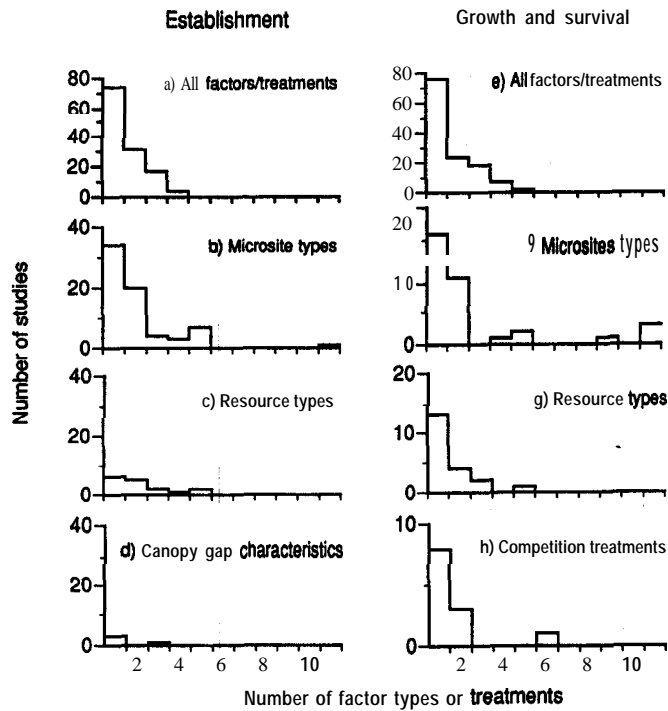 Establishment
Growth and survival
Number of studies
a) All factors/treatments
80
60
40
20
0
e) All factors/treatments
80
60
40
20
0
b) Microsite types
40
20
0
9 Microsites types
20
10
0
c) Resource types
40
20
0
g) Resource types
20
10
0
d) Canopy gap characteristics
40
20
0
2 4 6 8 10
h) Competition treatments
10
0
2 4 6 8 10
Number of factor types or treatments